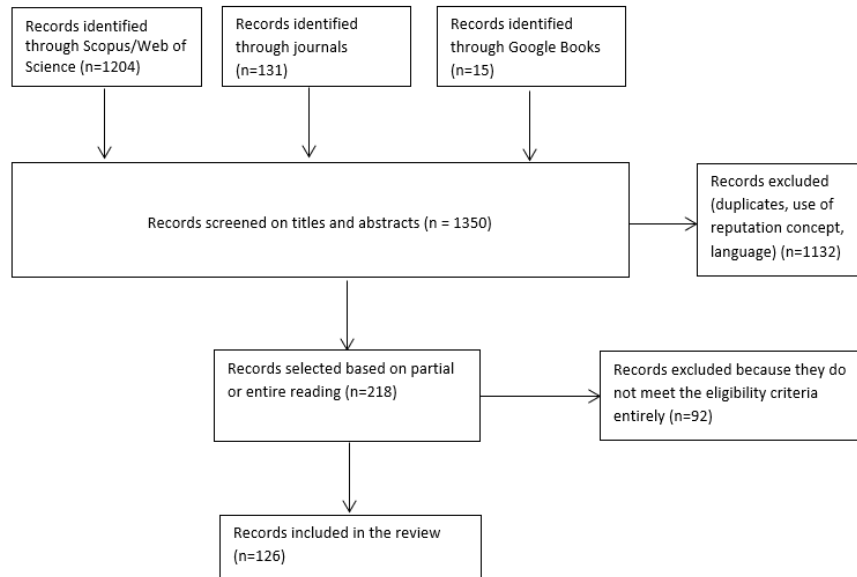 Records identified
through Scopus/Web of
Science (n=1204)
Records identified
through journals
(n=131)
Records identified
through Google Books
(n=15)
Records screened on titles and abstracts (n = 1350)
Records excluded
(duplicates, use of
reputation concept,
language) (n=1132)
Records selected based on partial
or entire reading (n=218)
Records excluded because they do
not meet the eligibility criteria
entirely (n=92)
Records included in the review
(n=126)